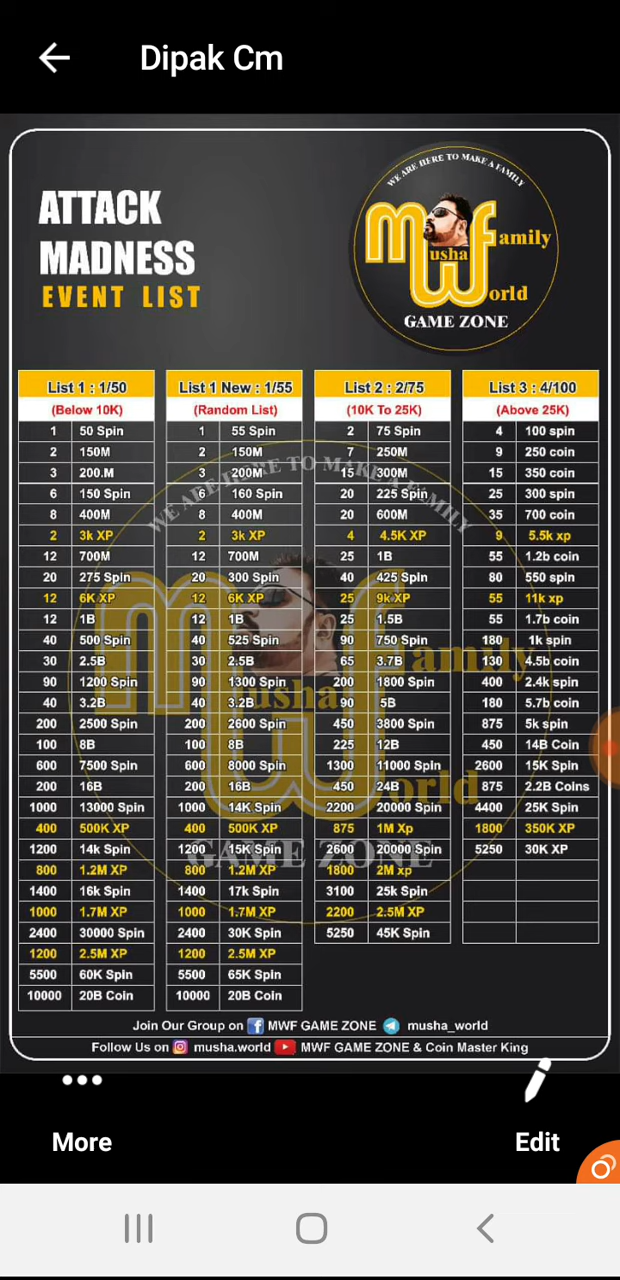 Dipak Cm
WE ARE HERE TO MAKE A FAMILY
ATTACK
MADNESS
EVENT LIST
Musha Family World
GAME ZONE
List 1 : 1/50
(Below 10K)
1 50 Spin
2 150M
3 200.M
6 150 Spin
8 400M
2 3k XP
12 700M
20 275 Spin
12 6K XP
12 1B
40 500 Spin
30 2.5B
90 1200 Spin
40 3.2B
200 2500 Spin
100 8B
600 7500 Spin
200 16B
1000 13000 Spin
400 500K XP
1200 14k Spin
800 1.2M XP
1400 16k Spin
1000 1.7M XP
2400 30000 Spin
1200 2.5M XP
5500 60K Spin
10000 20B Coin
List 1 New : 1/55
(Random List)
1 55 Spin
2 150M
3 200M
6 160 Spin
8 400M
2 3k XP
12 700M
20 300 Spin
12 6K XP
12 1B
40 525 Spin
30 2.5B
90 1300 Spin
40 3.2B
200 2600 Spin
100 8B
600 8000 Spin
200 16B
1000 14K Spin
400 500K XP
1200 15K Spin
800 1.2M XP
1400 17k Spin
1000 1.7M XP
2400 30K Spin
1200 2.5M XP
5500 65K Spin
10000 20B Coin
List 2 : 2/75
(10K To 25K)
2 75 Spin
7 250M
15 300M
20 225 Spin
20 600M
4 4.5K XP
25 1B
40 425 Spin
25 9k XP
25 1.5B
90 750 Spin
65 3.7B
200 1800 Spin
90 5B
450 3800 Spin
225 12B
1300 11000 Spin
450 24B
2200 20000 Spin
875 1M Xp
2600 20000 Spin
1800 2M xp
3100 25k Spin
2200 2.5M XP
5250 45K Spin
List 3 : 4/100
(Above 25K)
4 100 spin
9 250 coin
15 350 coin
25 300 spin
35 700 coin
9 5.5k xp
55 1.2b coin
80 550 spin
55 11k xp
55 1.7b coin
180 1k spin
130 4.5b coin
400 2.4k spin
180 5.7b coin
875 5k spin
450 14B Coin
2600 15K Spin
875 2.2B Coins
4400 25K Spin
1800 350K XP
5250 30K XP
WE ARE HERE TO MAKE A FAMILY
Musha Family World
GAME ZONE
Join Our Group on MWF GAME ZONE musha_world
Follow Us on musha.world MWF GAME ZONE & Coin Master King
More Edit